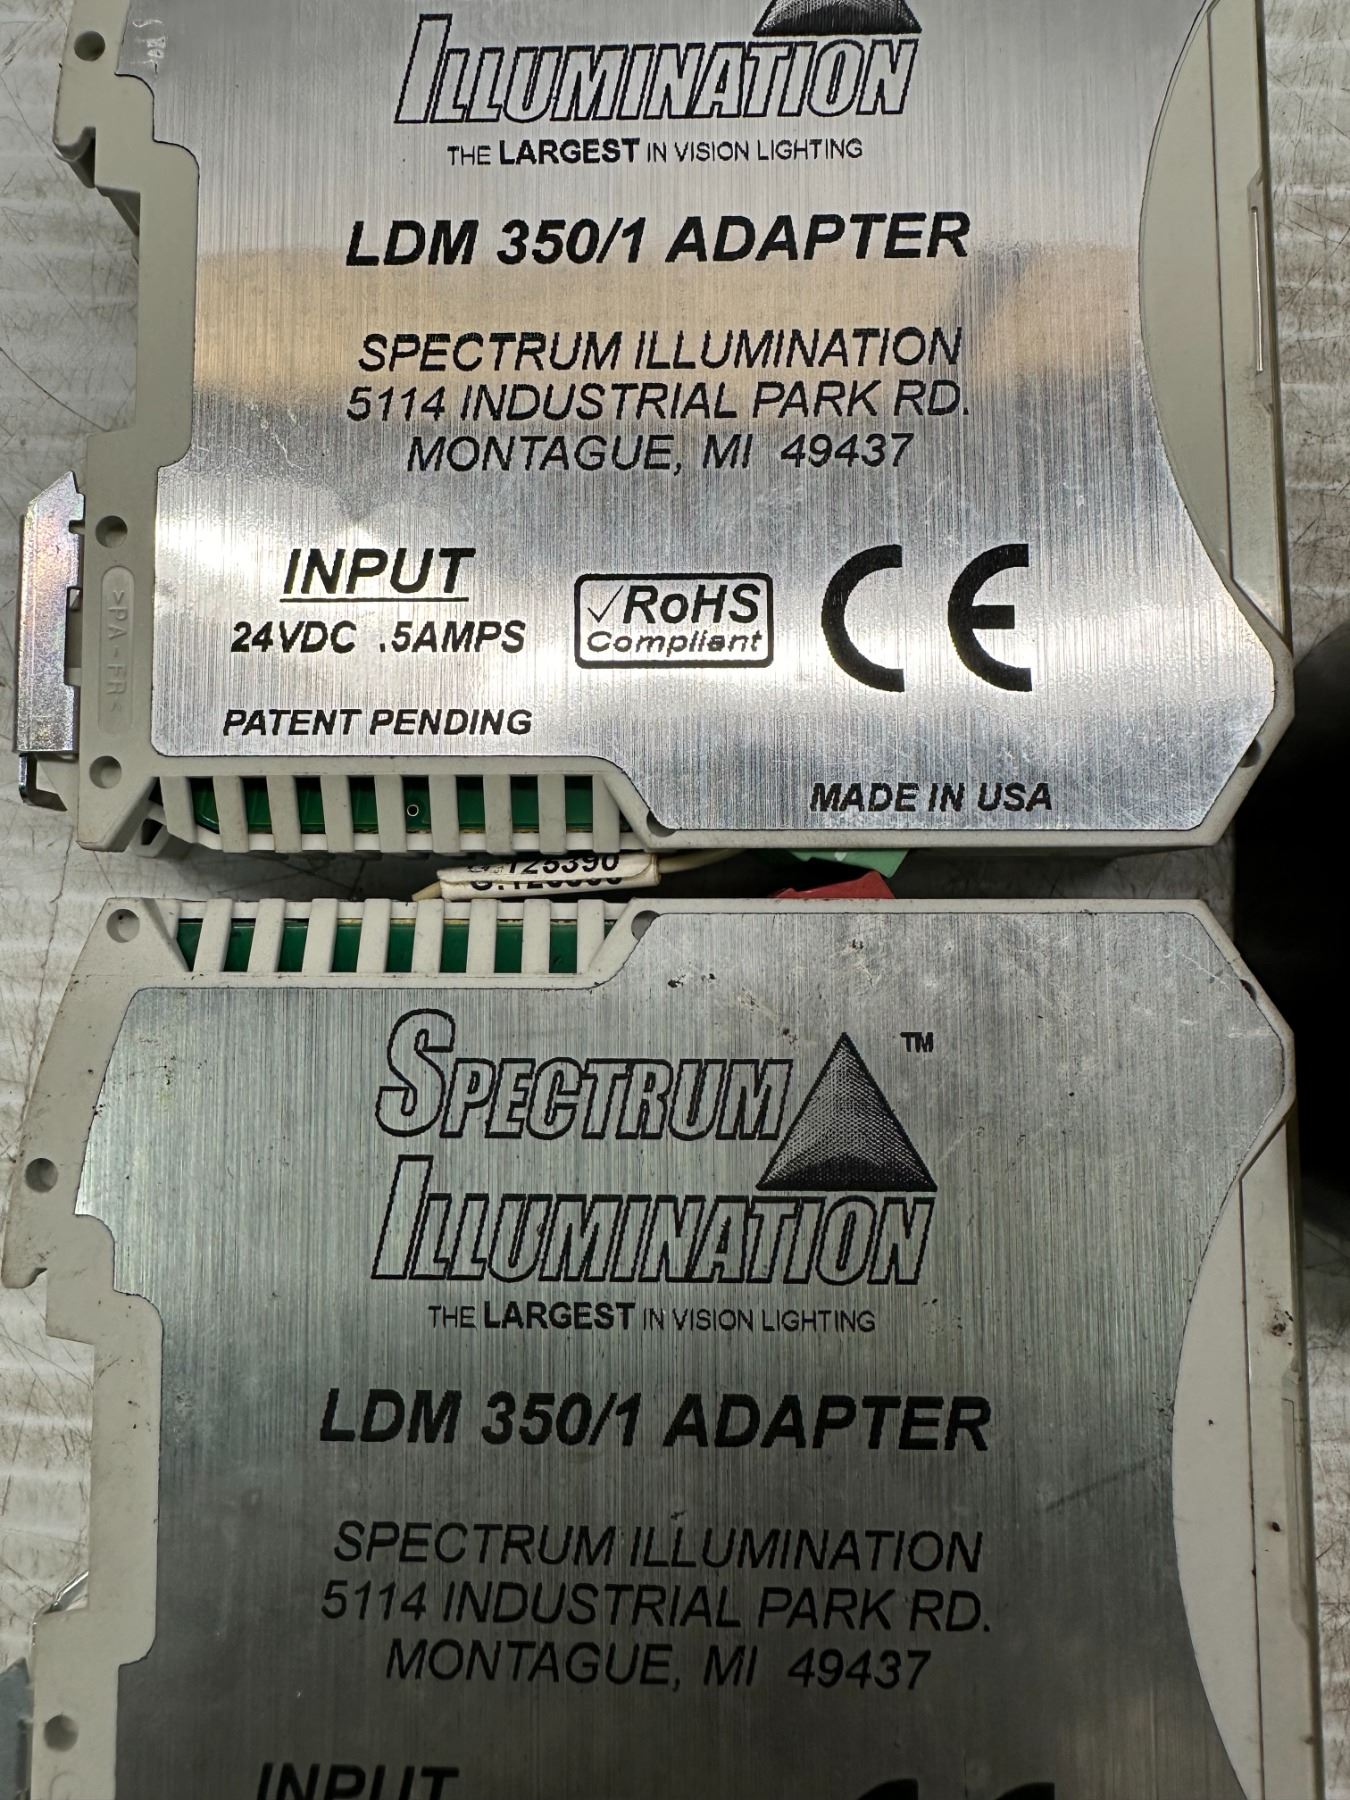 ILLUMINATION
THE LARGEST IN VISION LIGHTING
LDM 350/1 ADAPTER
SPECTRUM ILLUMINATION
5114 INDUSTRIAL PARK RD.
MONTAGUE, MI 49437
INPUT
24VDC .5AMPS
PATENT PENDING
✓RoHS
Compliant
CE
MADE IN USA
>PA-FR<
SPECTRUM TM
ILLUMINATION
THE LARGEST IN VISION LIGHTING
LDM 350/1 ADAPTER
SPECTRUM ILLUMINATION
5114 INDUSTRIAL PARK RD.
MONTAGUE, MI 49437
INPUT